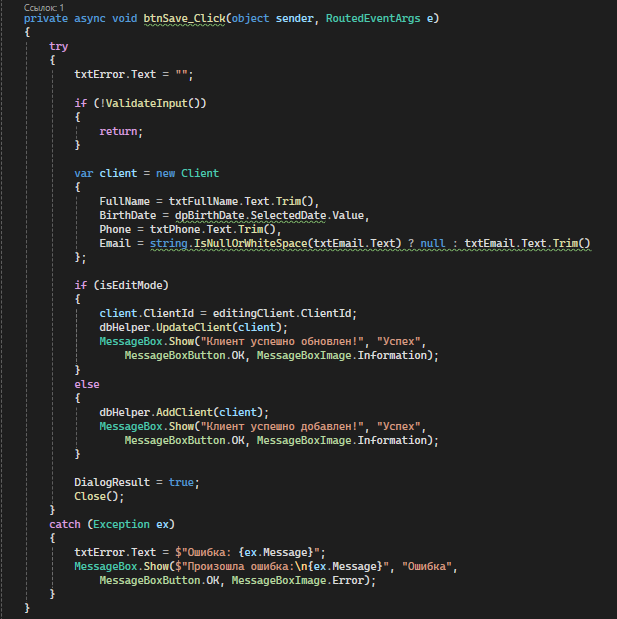 Ссылок: 1
private async void btnSave_Click(object sender, RoutedEventArgs e)
{
    try
    {
        txtError.Text = "";

        if (!ValidateInput())
        {
            return;
        }

        var client = new Client
        {
            FullName = txtFullName.Text.Trim(),
            BirthDate = dpBirthDate.SelectedDate.Value,
            Phone = txtPhone.Text.Trim(),
            Email = string.IsNullOrWhiteSpace(txtEmail.Text) ? null : txtEmail.Text.Trim()
        };

        if (isEditMode)
        {
            client.ClientId = editingClient.ClientId;
            dbHelper.UpdateClient(client);
            MessageBox.Show("Клиент успешно обновлен!", "Успех",
                MessageBoxButton.OK, MessageBoxImage.Information);
        }
        else
        {
            dbHelper.AddClient(client);
            MessageBox.Show("Клиент успешно добавлен!", "Успех",
                MessageBoxButton.OK, MessageBoxImage.Information);
        }

        DialogResult = true;
        Close();
    }
    catch (Exception ex)
    {
        txtError.Text = $"Ошибка: {ex.Message}";
        MessageBox.Show($"Произошла ошибка:\n{ex.Message}", "Ошибка",
            MessageBoxButton.OK, MessageBoxImage.Error);
    }
}